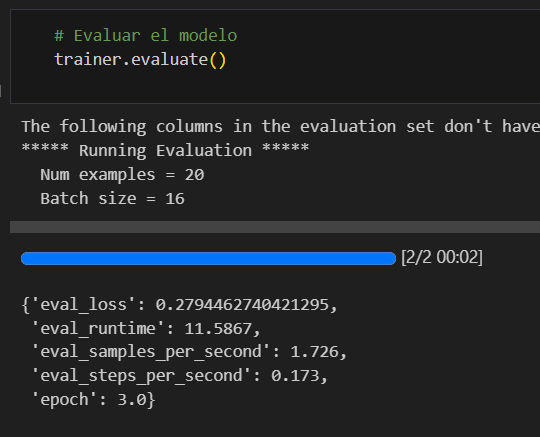 # Evaluar el modelo
trainer.evaluate()
The following columns in the evaluation set don't have
***** Running Evaluation *****
Num examples = 20
Batch size = 16
[2/2 00:02]
{'eval_loss': 0.2794462740421295,
'eval_runtime': 11.5867,
'eval_samples_per_second': 1.726,
'eval_steps_per_second': 0.173,
'epoch': 3.0}